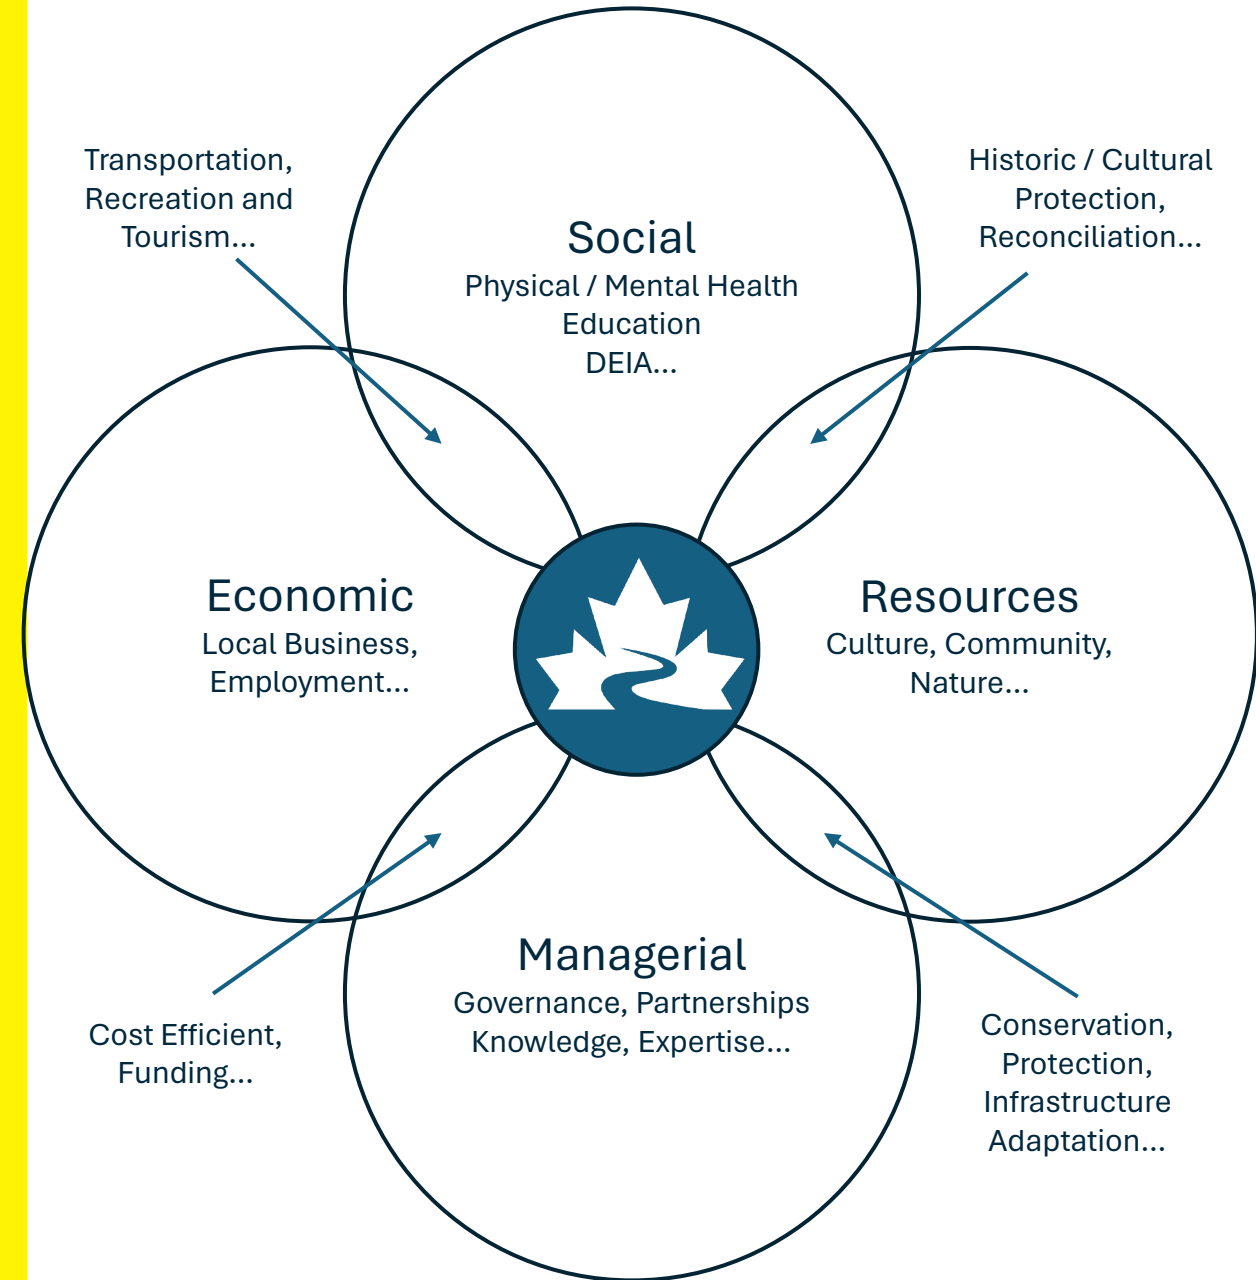 Transportation,
Recreation and
Tourism...
Historic / Cultural
Protection,
Reconciliation...
Social
Physical / Mental Health
Education
DEIA...
Economic
Local Business,
Employment...
Resources
Culture, Community,
Nature...
Managerial
Governance, Partnerships
Knowledge, Expertise...
Cost Efficient,
Funding...
Conservation,
Protection,
Infrastructure
Adaptation...